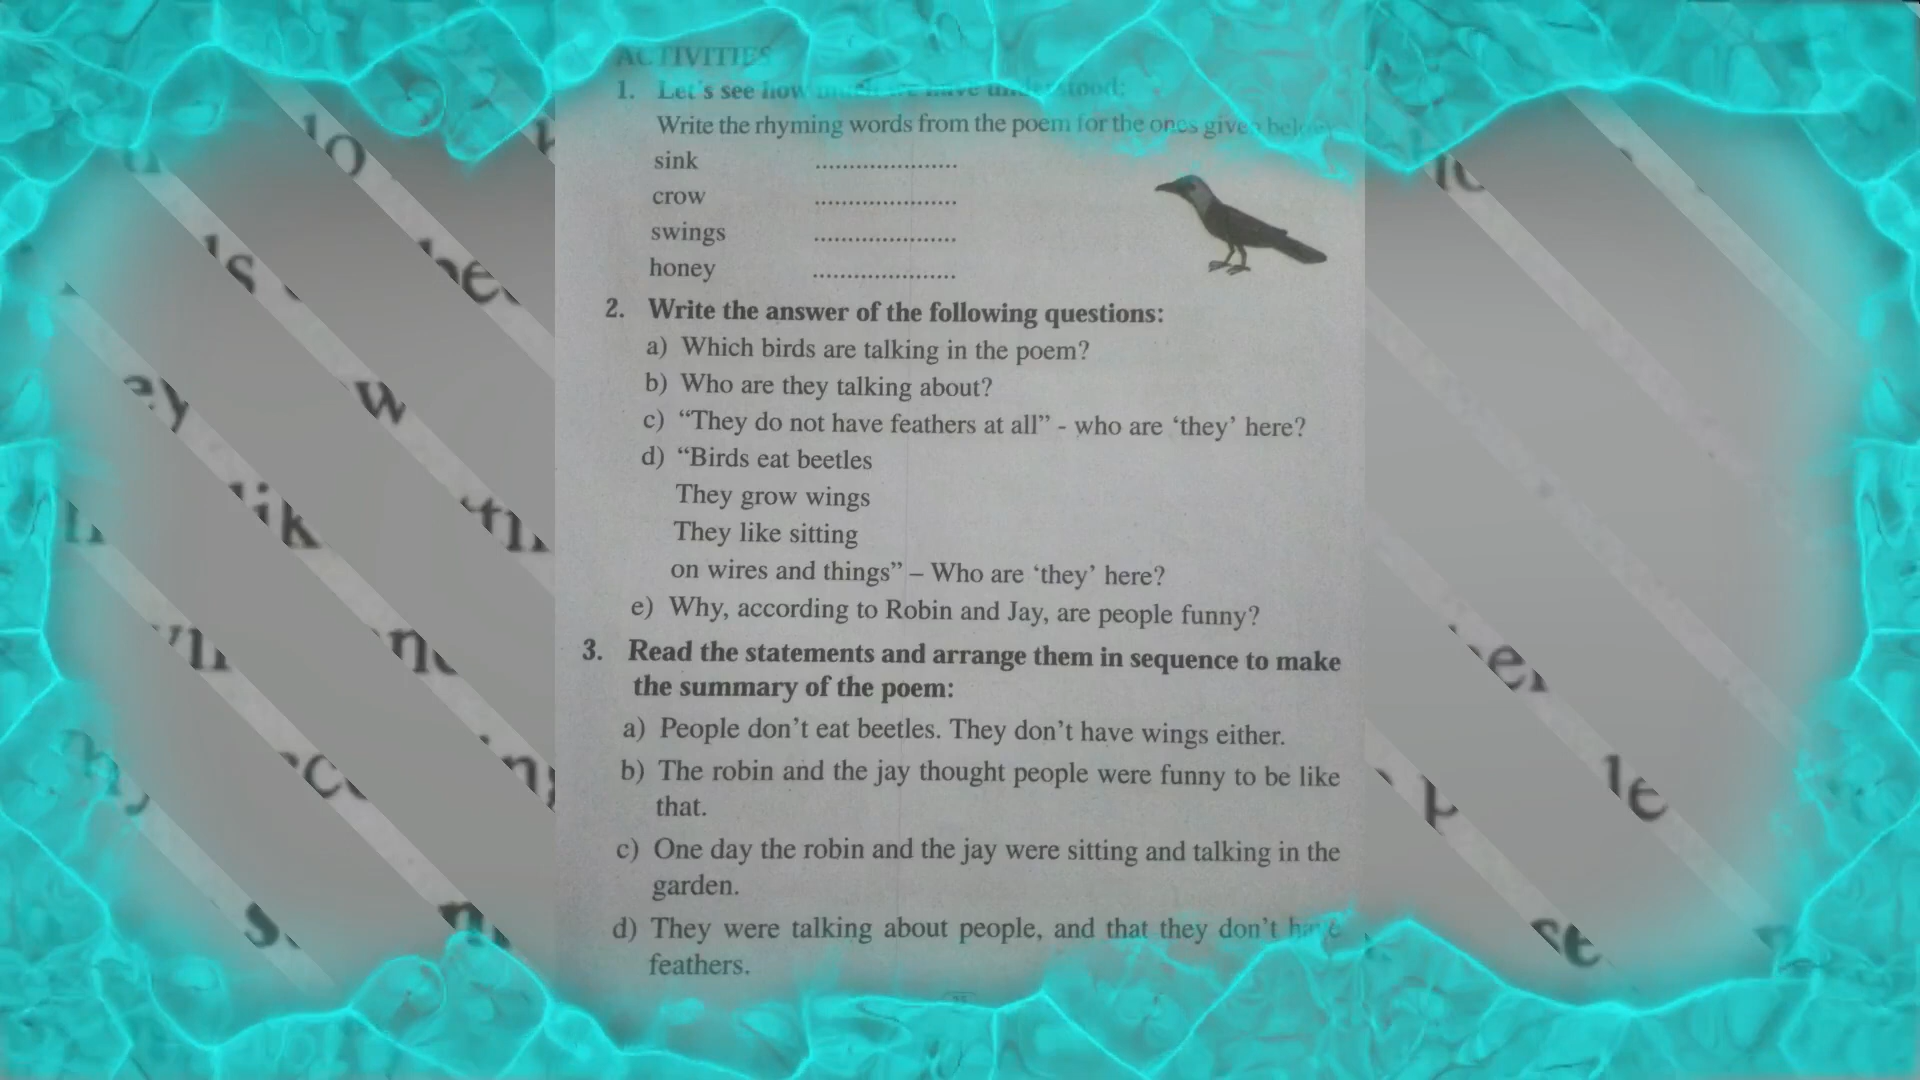 ACTIVITIES
1. Let's see how much we have understood:
Write the rhyming words from the poem for the ones given below
sink ......................
crow ......................
swings ......................
honey ......................
2. Write the answer of the following questions:
a) Which birds are talking in the poem?
b) Who are they talking about?
c) “They do not have feathers at all” - who are ‘they’ here?
d) “Birds eat beetles
They grow wings
They like sitting
on wires and things” – Who are ‘they’ here?
e) Why, according to Robin and Jay, are people funny?
3. Read the statements and arrange them in sequence to make
the summary of the poem:
a) People don't eat beetles. They don't have wings either.
b) The robin and the jay thought people were funny to be like
that.
c) One day the robin and the jay were sitting and talking in the
garden.
d) They were talking about people, and that they don't have
feathers.